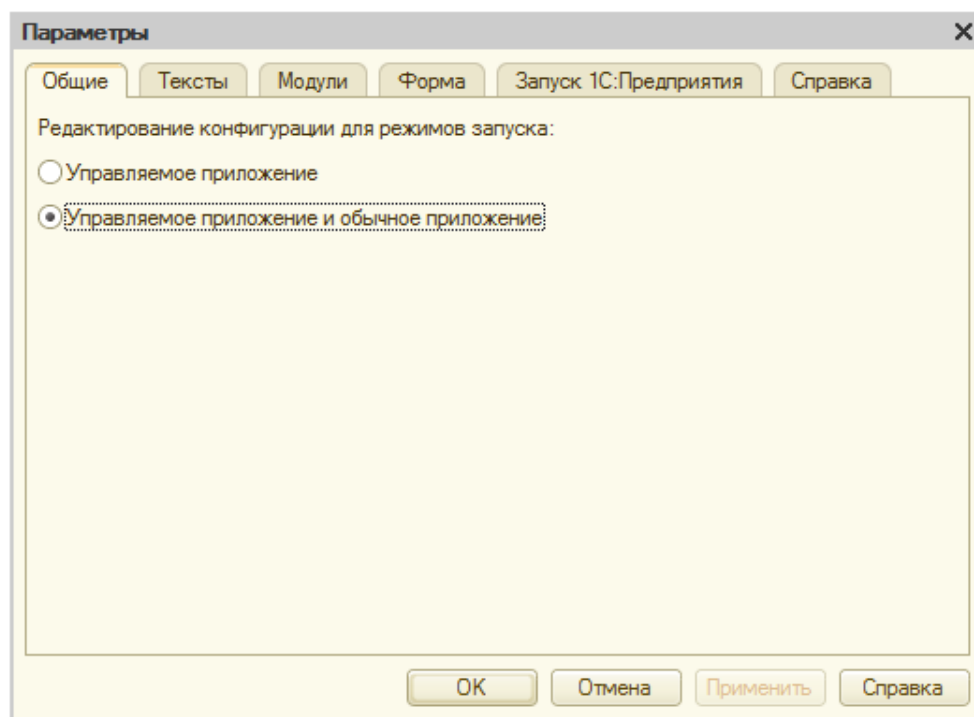 Параметры
Общие Тексты Модули Форма Запуск 1С:Предприятия Справка
Редактирование конфигурации для режимов запуска:
Управляемое приложение
Управляемое приложение и обычное приложение
ОК Отмена Применить Справка